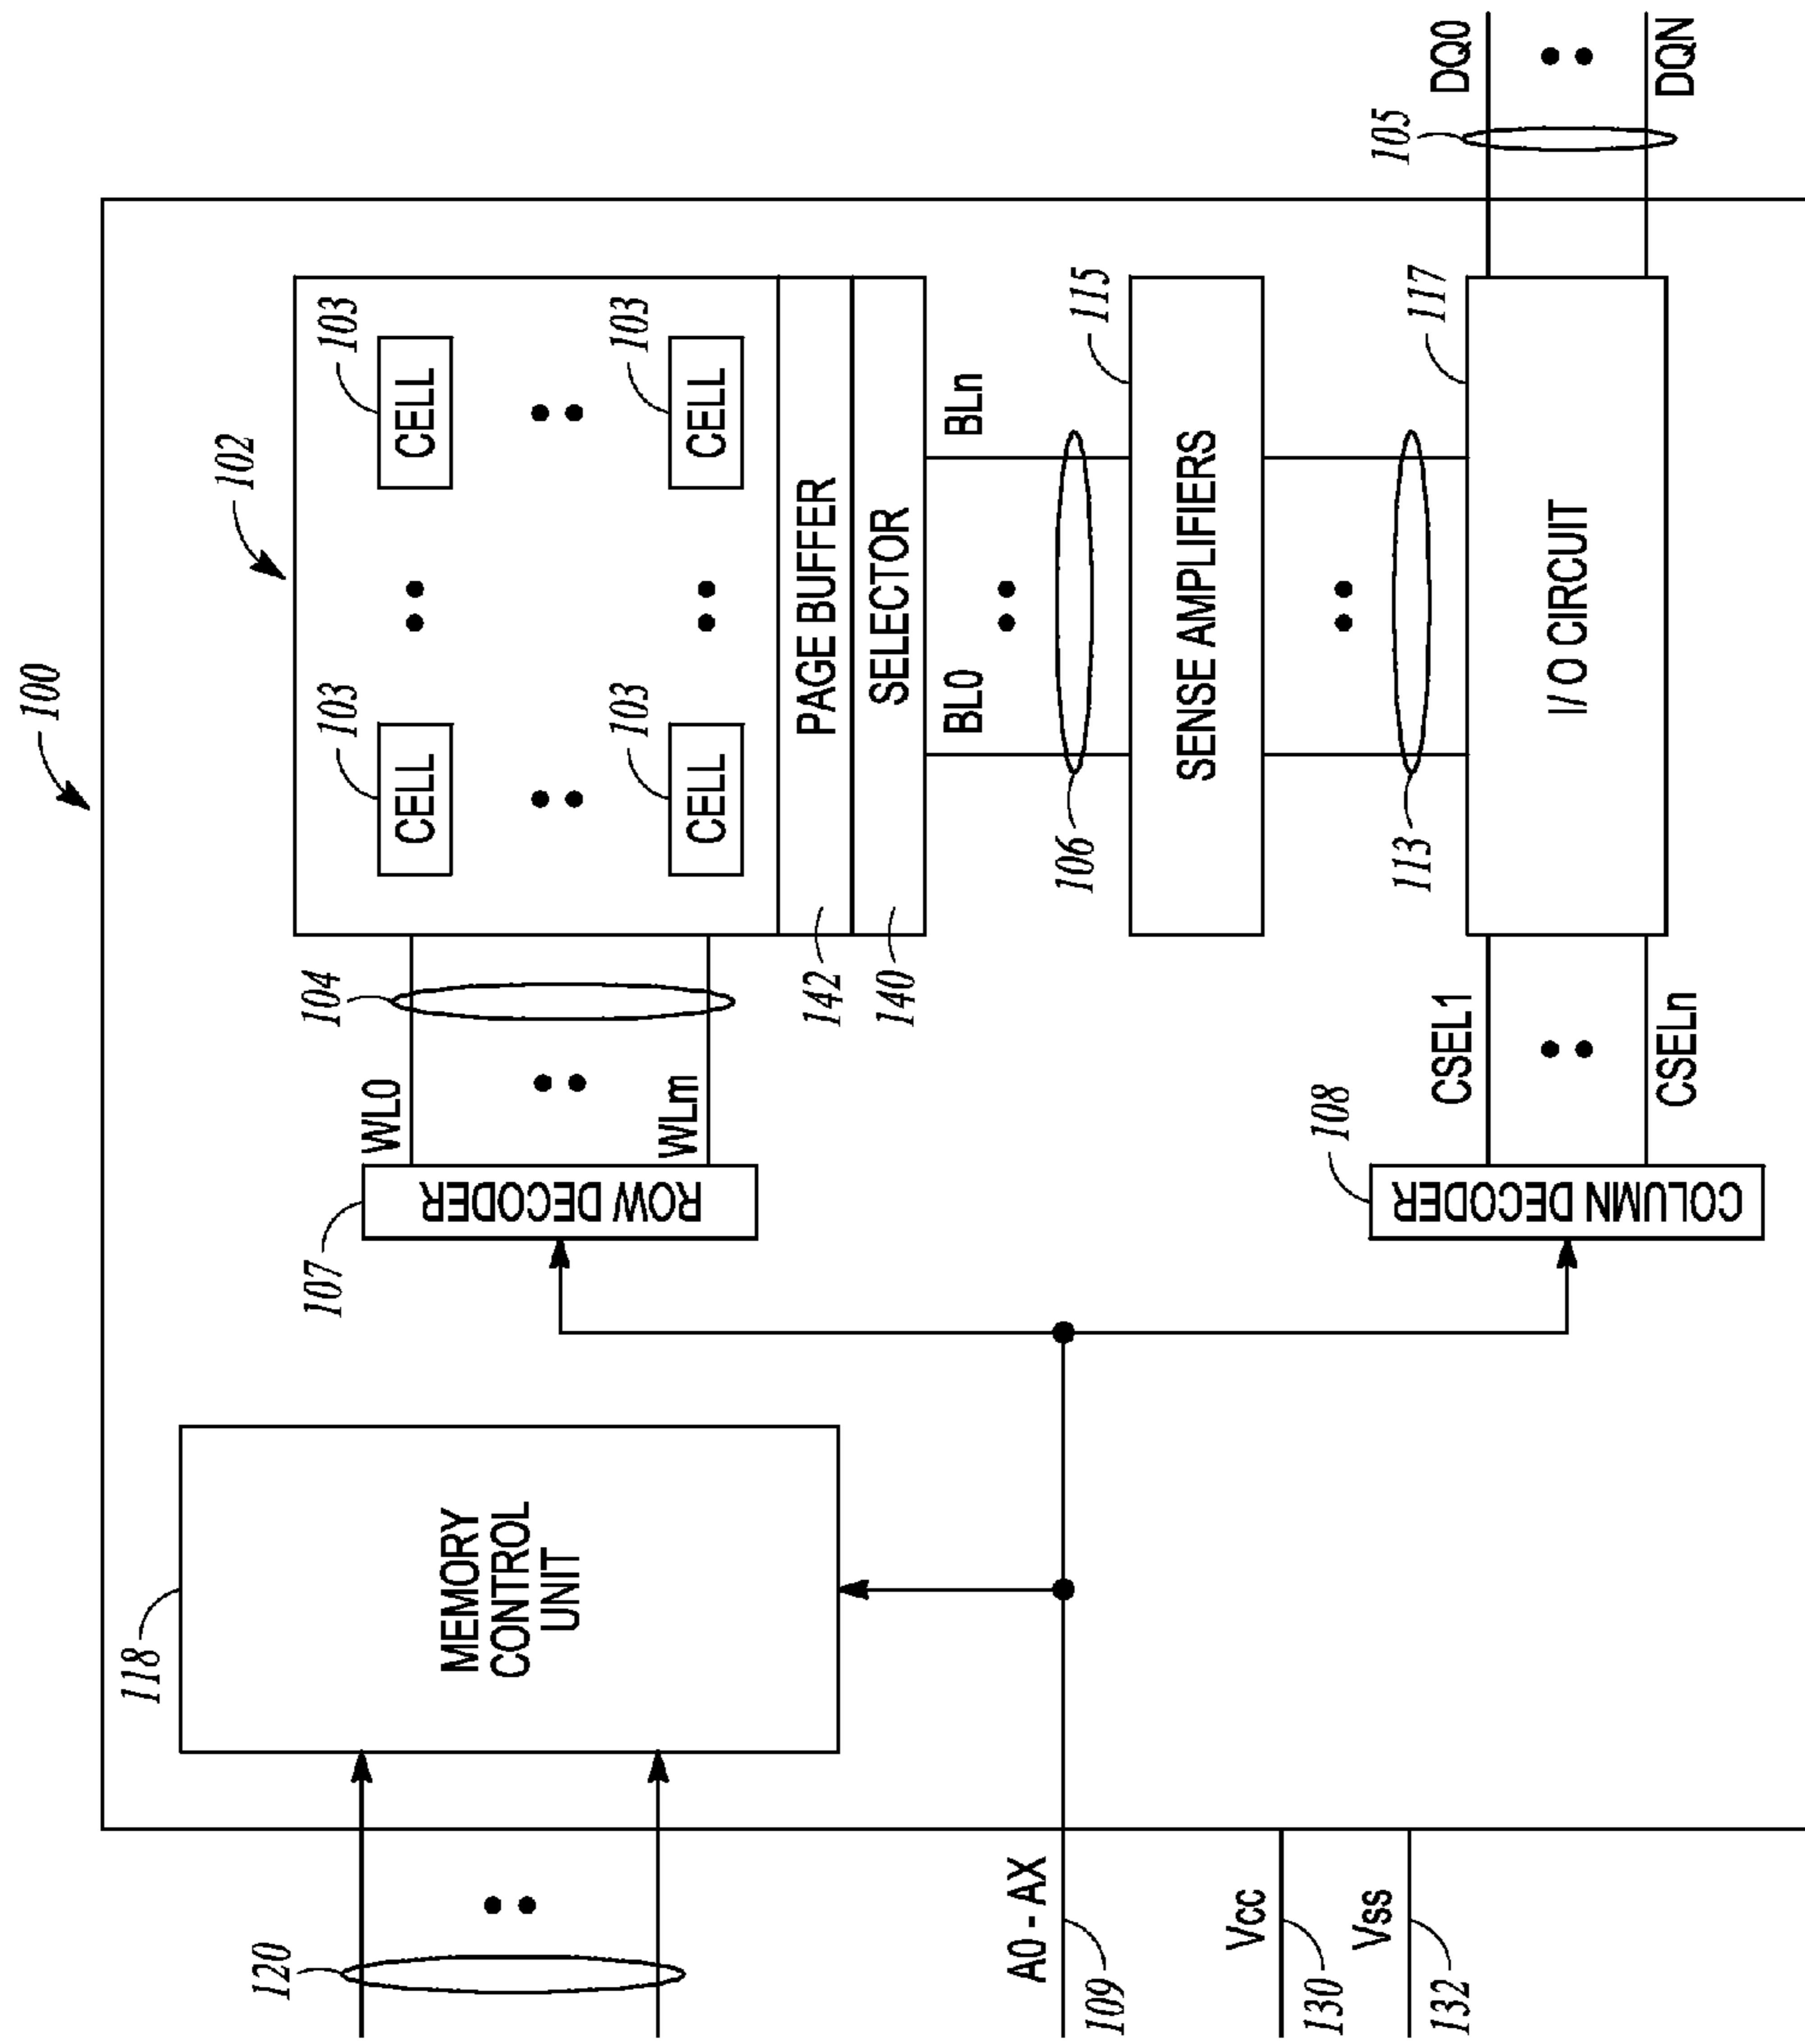 100
102
103
CELL
103
CELL
103
CELL
103
CELL
PAGE BUFFER
142
SELECTOR
140
104
WL0
WLm
107
ROW DECODER
118
MEMORY
CONTROL
UNIT
120
BL0
BLn
106
115
SENSE AMPLIFIERS
113
117
I/O CIRCUIT
105
DQ0
DQN
CSEL1
CSELn
108
COLUMN DECODER
A0 - AX
109
Vcc
130
Vss
132